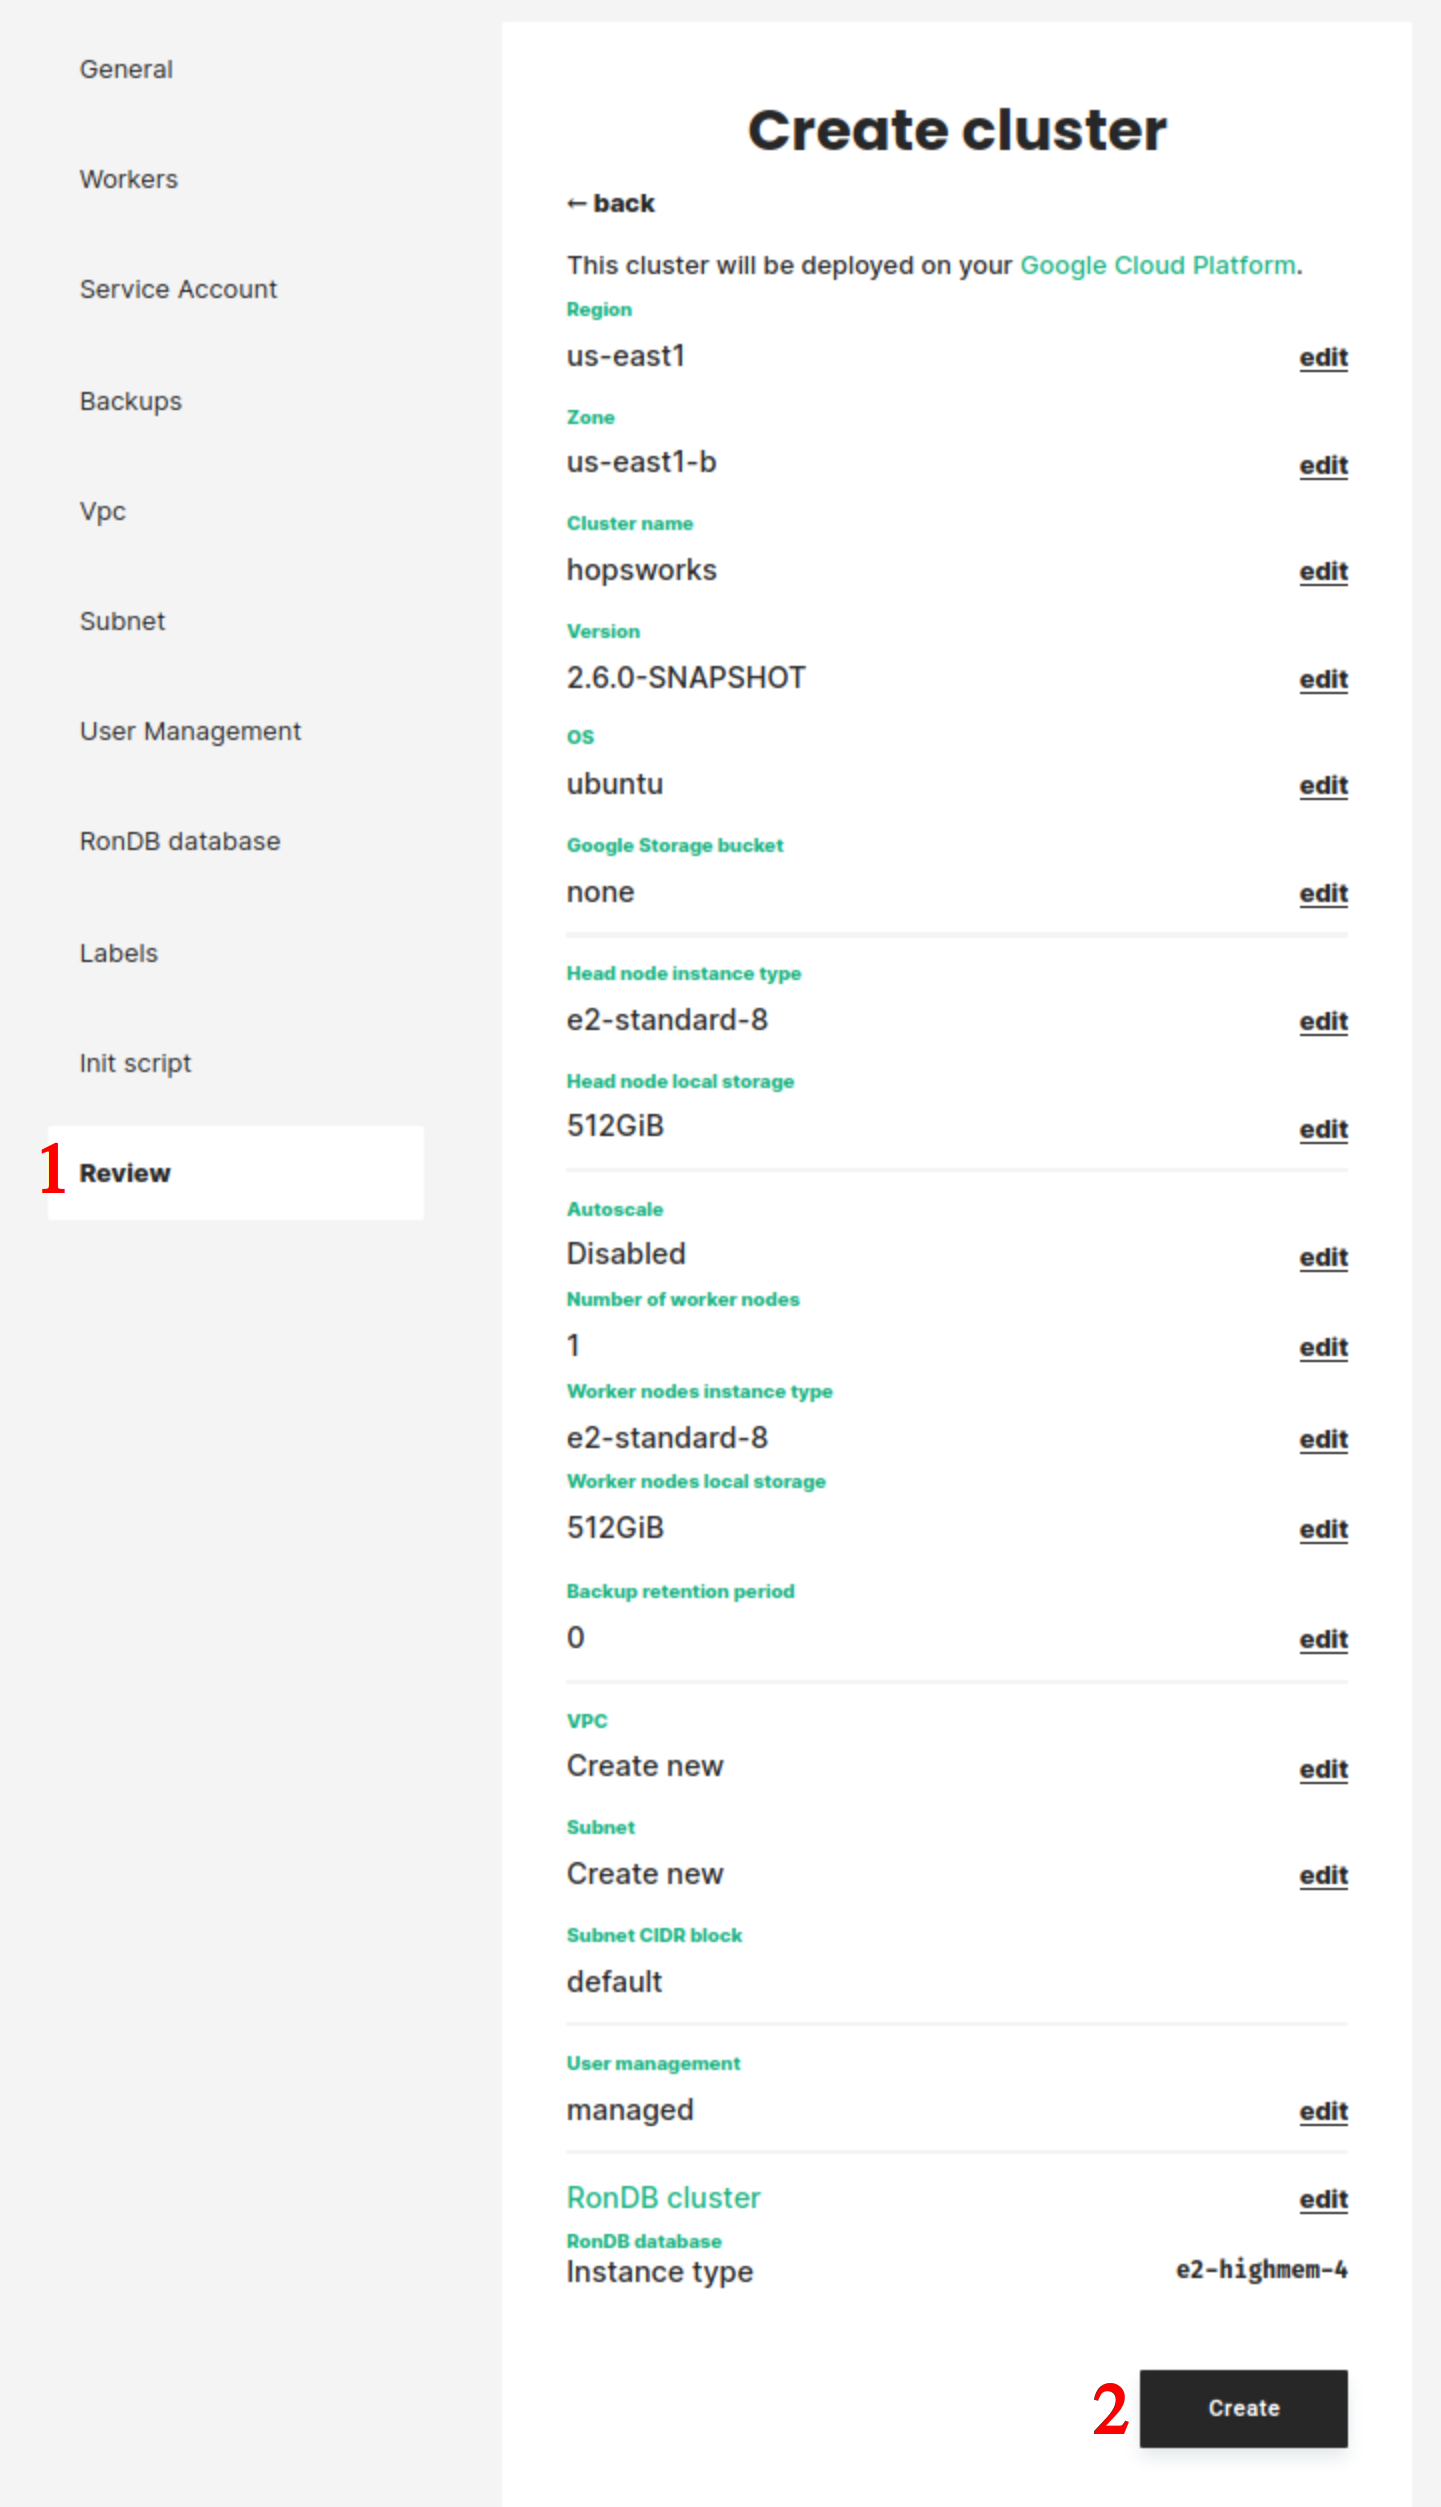 General
Workers
Service Account
Backups
Vpc
Subnet
User Management
RonDB database
Labels
Init script
1 Review
Create cluster
← back
This cluster will be deployed on your Google Cloud Platform.
Region
us-east1 edit
Zone
us-east1-b edit
Cluster name
hopsworks edit
Version
2.6.0-SNAPSHOT edit
OS
ubuntu edit
Google Storage bucket
none edit
Head node instance type
e2-standard-8 edit
Head node local storage
512GiB edit
Autoscale
Disabled edit
Number of worker nodes
1 edit
Worker nodes instance type
e2-standard-8 edit
Worker nodes local storage
512GiB edit
Backup retention period
0 edit
VPC
Create new edit
Subnet
Create new edit
Subnet CIDR block
default
User management
managed edit
RonDB cluster edit
RonDB database
Instance type e2-highmem-4
2 Create